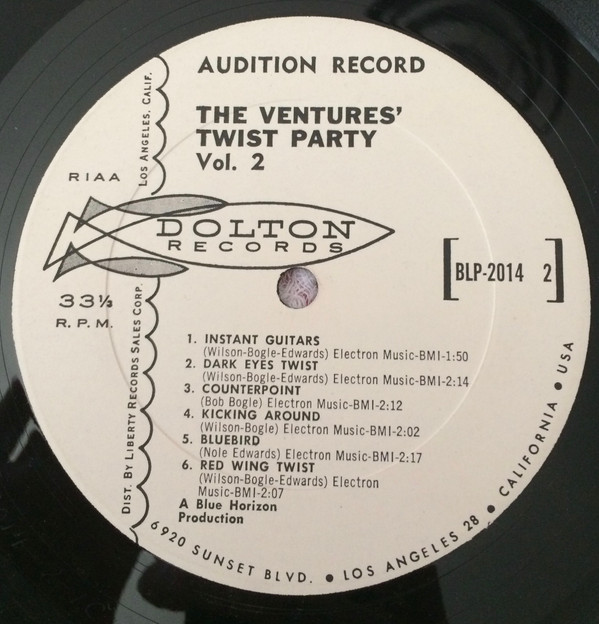 AUDITION RECORD
THE VENTURES'
TWIST PARTY
Vol. 2
LOS ANGELES, CALIF.
RIAA
DOLTON
RECORDS
BLP-2014 2
33⅓
R.P.M.
DIST. BY LIBERTY RECORDS SALES CORP.
1. INSTANT GUITARS
(Wilson-Bogle-Edwards) Electron Music-BMI-1:50
2. DARK EYES TWIST
(Wilson-Bogle-Edwards) Electron Music-BMI-2:14
3. COUNTERPOINT
(Bob Bogle) Electron Music-BMI-2:12
4. KICKING AROUND
(Wilson-Bogle-Edwards) Electron Music-BMI-2:02
5. BLUEBIRD
(Nole Edwards) Electron Music-BMI-2:17
6. RED WING TWIST
(Wilson-Bogle-Edwards) Electron
Music-BMI-2:07
A Blue Horizon
Production
6920 SUNSET BLVD. ● LOS ANGELES 28 ● CALIFORNIA ● USA